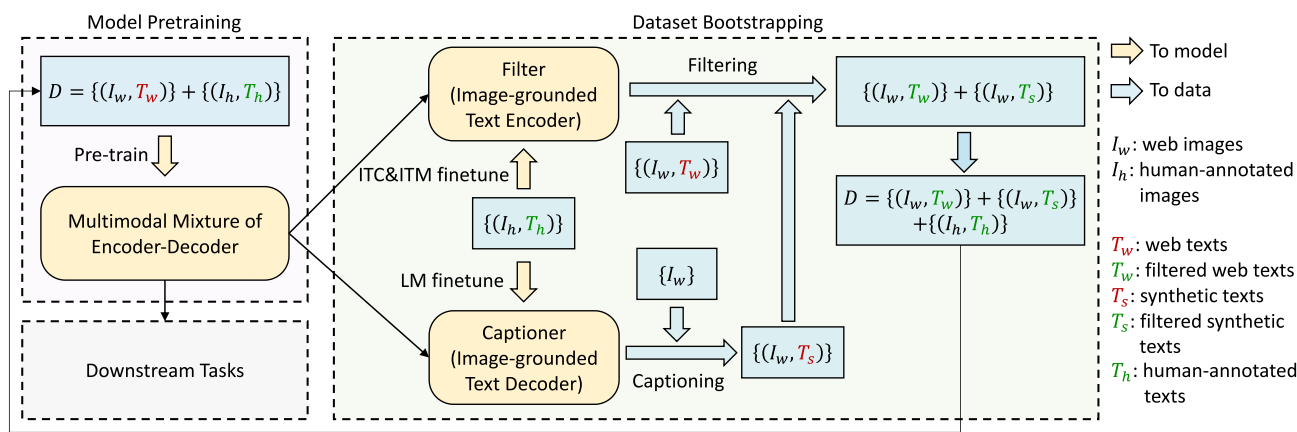 Model Pretraining
D = {(I_w, T_w)} + {(I_h, T_h)}
Pre-train
Multimodal Mixture of
Encoder-Decoder
Downstream Tasks
Dataset Bootstrapping
Filter
(Image-grounded
Text Encoder)
ITC&ITM finetune
{(I_h, T_h)}
LM finetune
Captioner
(Image-grounded
Text Decoder)
Filtering
{(I_w, T_w)}
{I_w}
Captioning
{(I_w, T_s)}
{(I_w, T_w)} + {(I_w, T_s)}
D = {(I_w, T_w)} + {(I_w, T_s)}
+{(I_h, T_h)}
To model
To data
I_w: web images
I_h: human-annotated
images
T_w: web texts
T_w: filtered web texts
T_s: synthetic texts
T_s: filtered synthetic
texts
T_h: human-annotated
texts